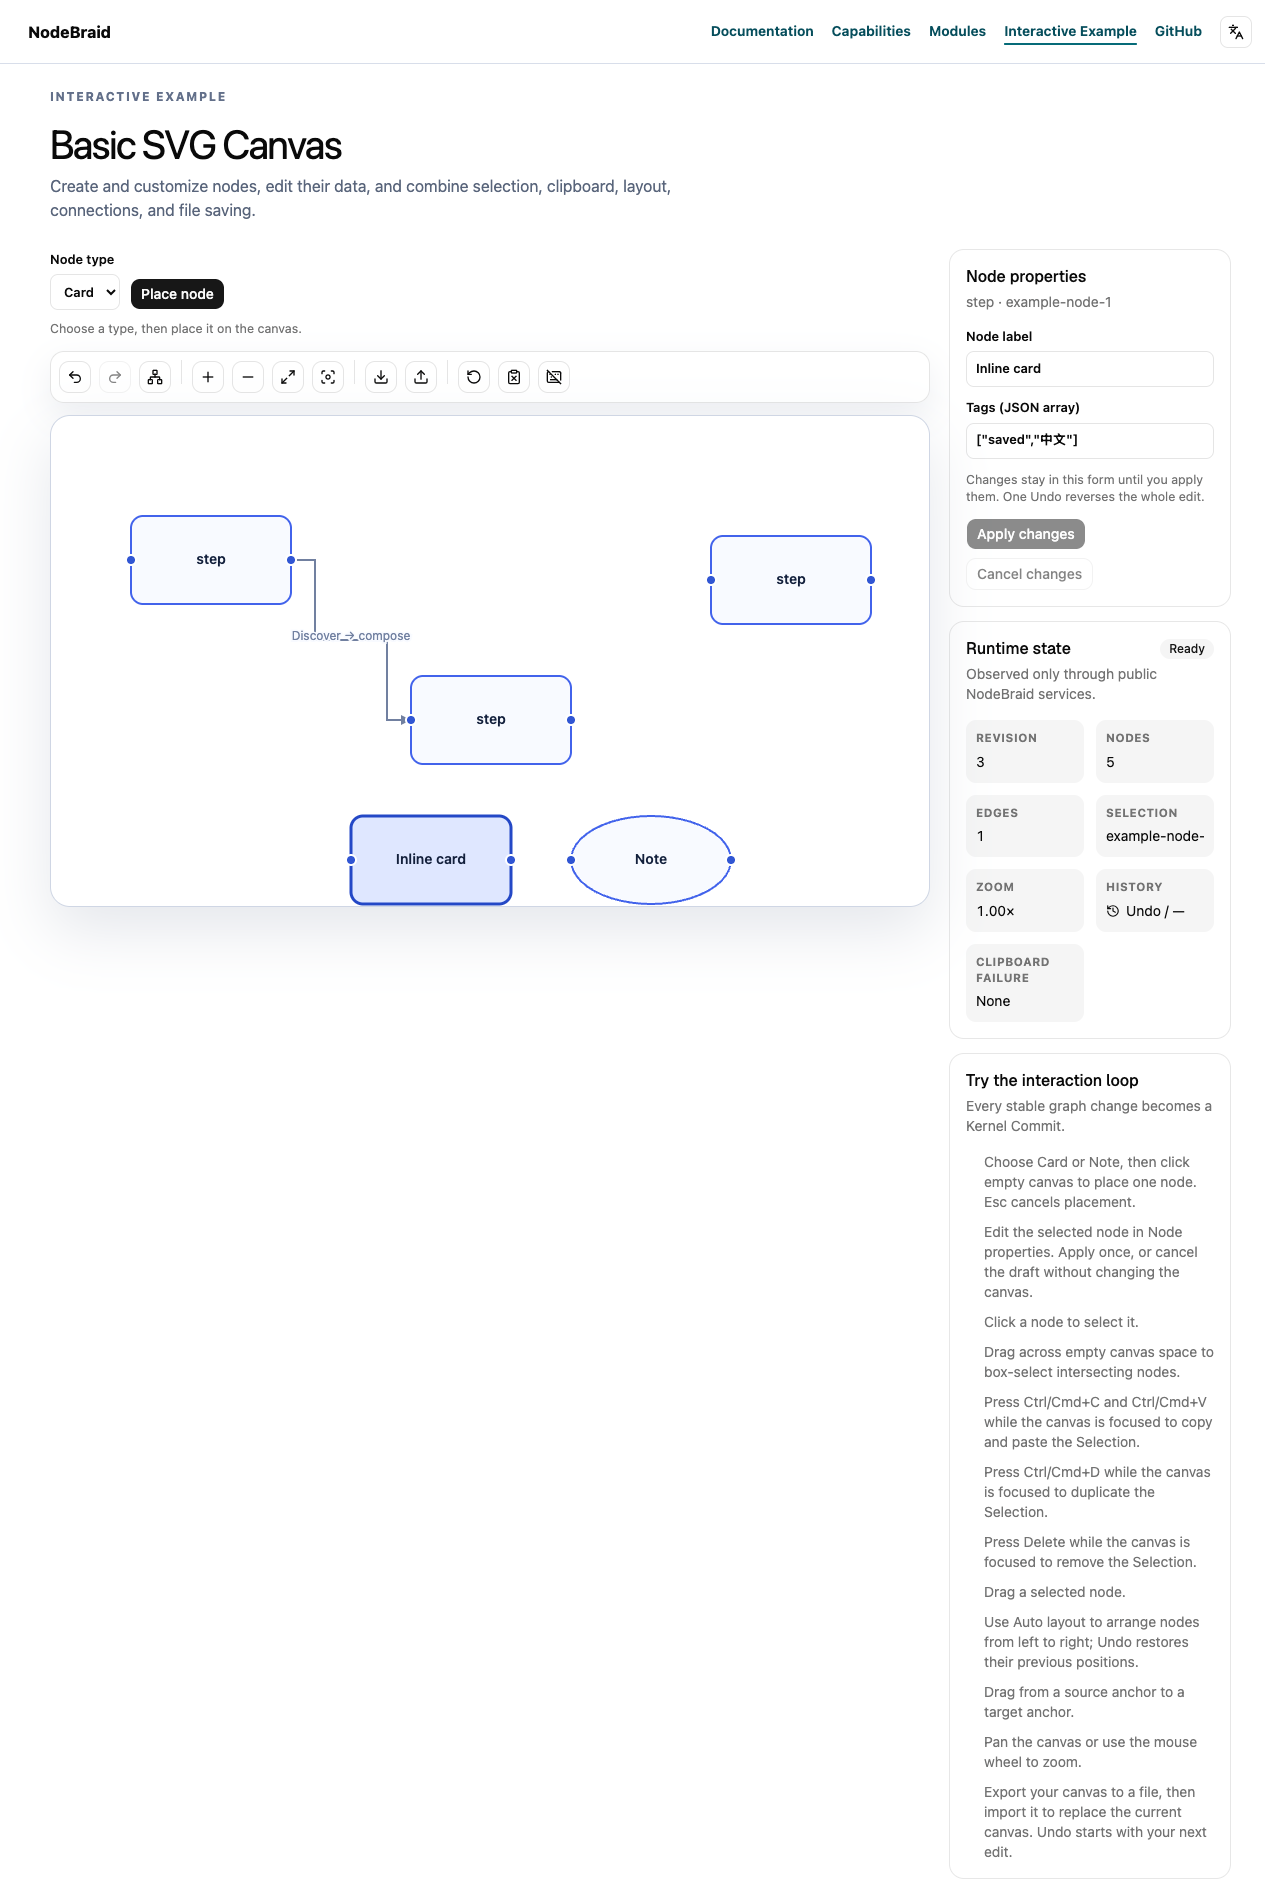 NodeBraid
Documentation
Capabilities
Modules
Interactive Example
GitHub
INTERACTIVE EXAMPLE
Basic SVG Canvas
Create and customize nodes, edit their data, and combine selection, clipboard, layout,
connections, and file saving.
Node type
Card
Place node
Choose a type, then place it on the canvas.
step
step
Discover → compose
step
Inline card
Note
Node properties
step · example-node-1
Node label
Inline card
Tags (JSON array)
["saved","中文"]
Changes stay in this form until you apply
them. One Undo reverses the whole edit.
Apply changes
Cancel changes
Runtime state
Ready
Observed only through public
NodeBraid services.
REVISION
3
NODES
5
EDGES
1
SELECTION
example-node-
ZOOM
1.00×
HISTORY
Undo / —
CLIPBOARD
FAILURE
None
Try the interaction loop
Every stable graph change becomes a
Kernel Commit.
Choose Card or Note, then click
empty canvas to place one node.
Esc cancels placement.
Edit the selected node in Node
properties. Apply once, or cancel
the draft without changing the
canvas.
Click a node to select it.
Drag across empty canvas space to
box-select intersecting nodes.
Press Ctrl/Cmd+C and Ctrl/Cmd+V
while the canvas is focused to copy
and paste the Selection.
Press Ctrl/Cmd+D while the canvas
is focused to duplicate the
Selection.
Press Delete while the canvas is
focused to remove the Selection.
Drag a selected node.
Use Auto layout to arrange nodes
from left to right; Undo restores
their previous positions.
Drag from a source anchor to a
target anchor.
Pan the canvas or use the mouse
wheel to zoom.
Export your canvas to a file, then
import it to replace the current
canvas. Undo starts with your next
edit.